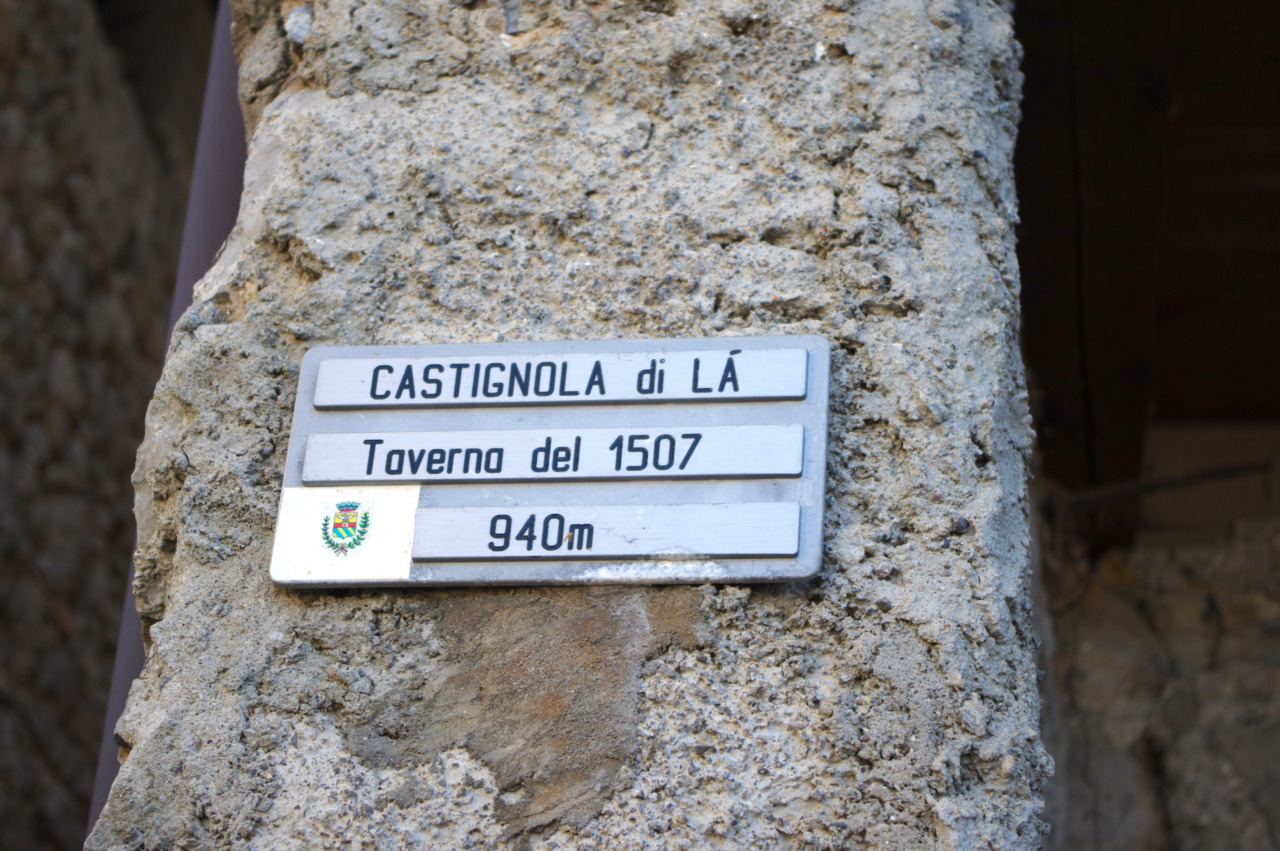 CASTIGNOLA di LÁ
Taverna del 1507
940m